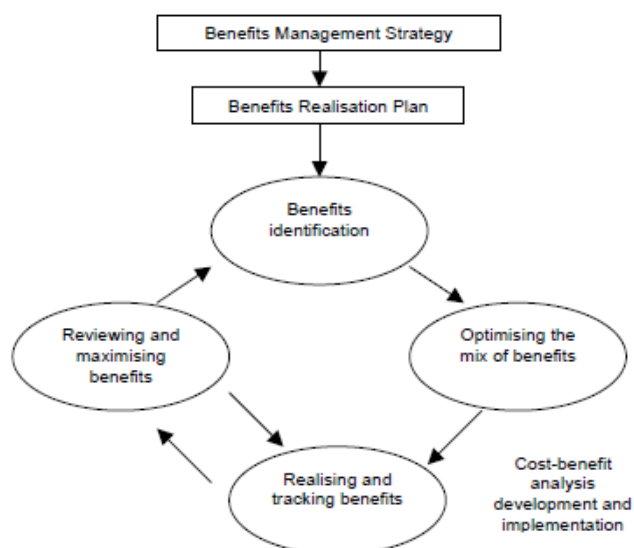 Benefits Management Strategy
Benefits Realisation Plan
Benefits
identification
Reviewing and
maximising
benefits
Optimising the
mix of benefits
Realising and
tracking benefits
Cost-benefit
analysis
development and
implementation